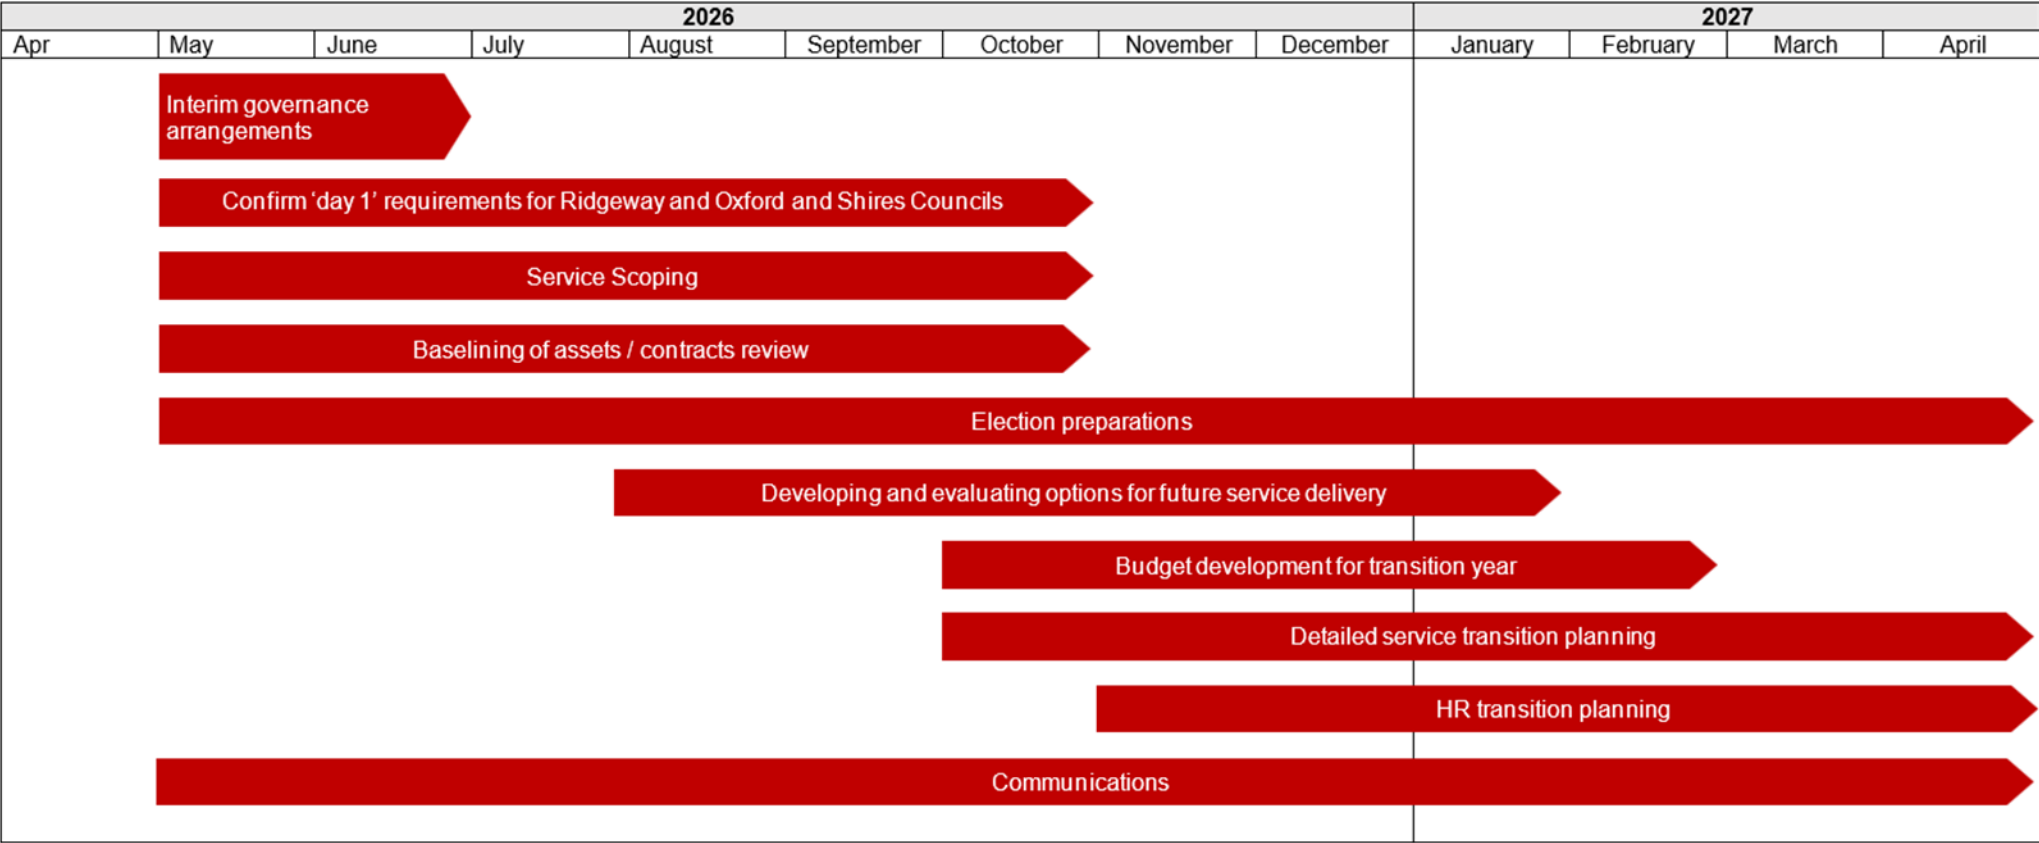 2026 2027
Apr May June July August September October November December January February March April
Interim governance
arrangements
Confirm ‘day 1’ requirements for Ridgeway and Oxford and Shires Councils
Service Scoping
Baselining of assets / contracts review
Election preparations
Developing and evaluating options for future service delivery
Budget development for transition year
Detailed service transition planning
HR transition planning
Communications